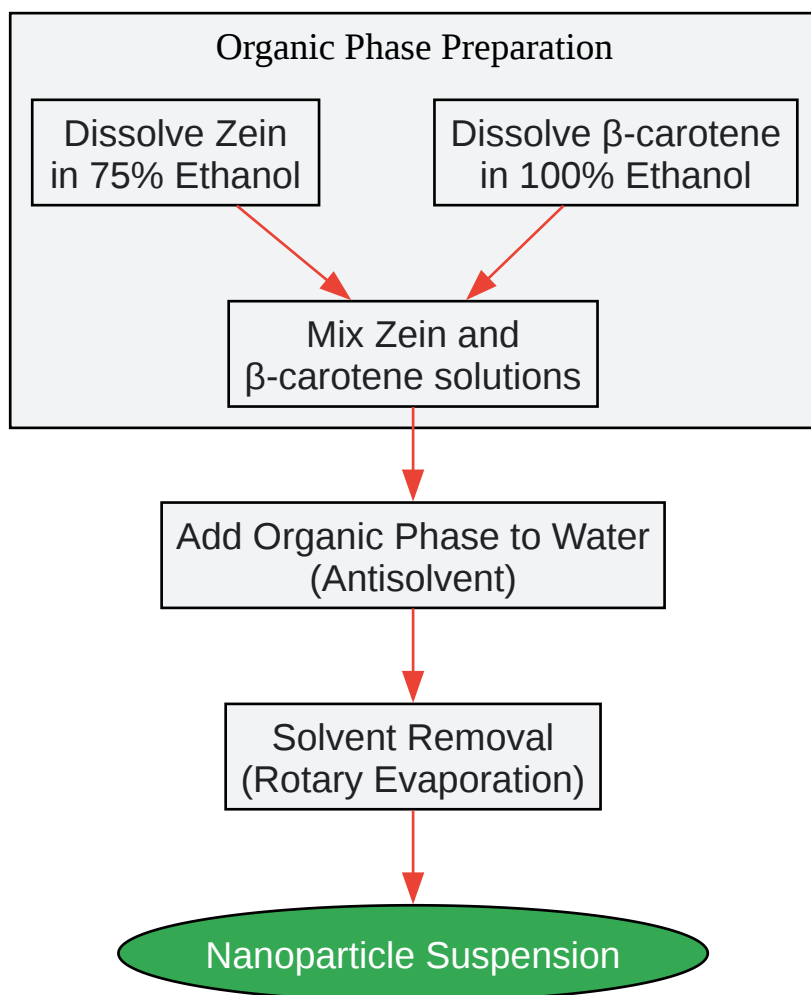 Organic Phase Preparation
Dissolve Zein
in 75% Ethanol
Dissolve β-carotene
in 100% Ethanol
Mix Zein and
β-carotene solutions
Add Organic Phase to Water
(Antisolvent)
Solvent Removal
(Rotary Evaporation)
Nanoparticle Suspension